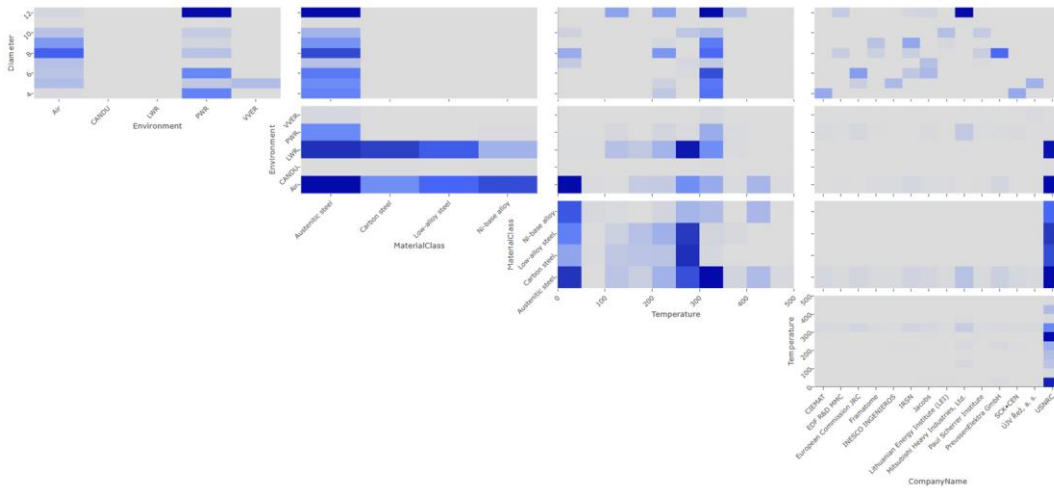 12
10
8
6
4
Diameter
Air
CANDU
LWR
PWR
VVER
Environment
VVER
PWR
LWR
CANDU
Air
Environment
Austenitic steel
Carbon steel
Low-alloy steel
Ni-base alloy
MaterialClass
Ni-base alloy
Low-alloy steel
Carbon steel
Austenitic steel
MaterialClass
0
100
200
300
400
500
Temperature
500
400
300
200
100
0
Temperature
CIEMAT
EDF R&D MMC
European Commission JRC
Framatome
INESCO INGENIEROS
IRSN
Jacobs
Lithuanian Energy Institute (LEI)
Mitsubishi Heavy Industries, Ltd.
Paul Scherrer Institute
PreussenElektra GmbH
SCK•CEN
ÚJV Řež, a. s.
USNRC
CompanyName